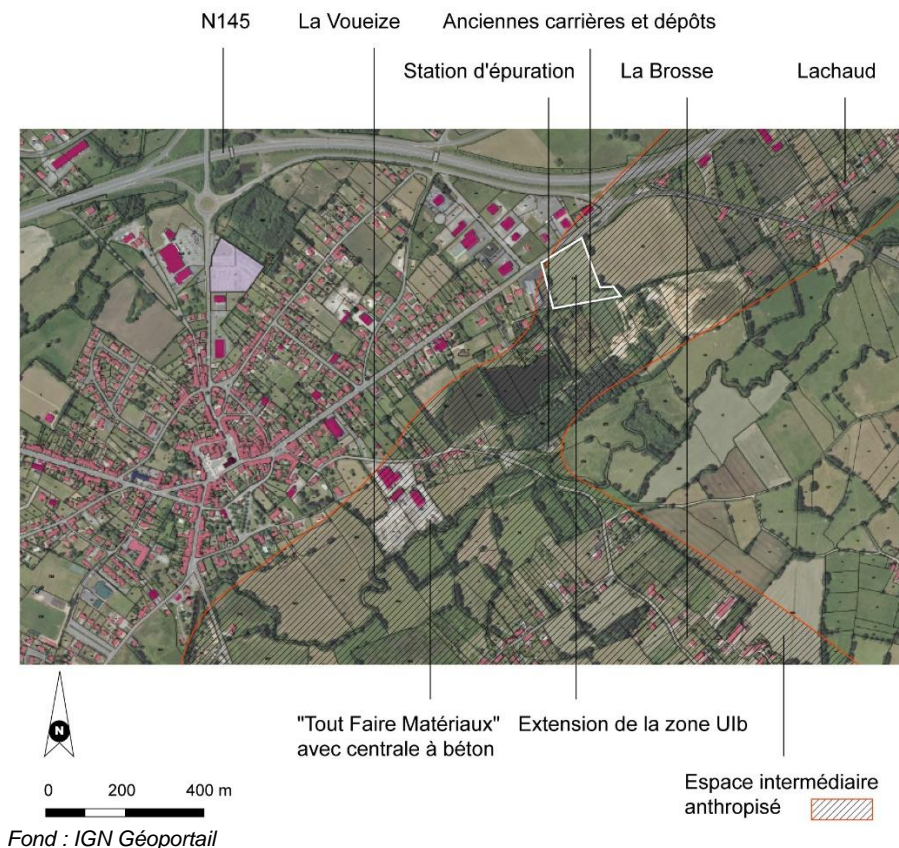 N145
La Voueize
Anciennes carrières et dépôts
Station d'épuration
La Brosse
Lachaud
"Tout Faire Matériaux"
avec centrale à béton
Extension de la zone UIb
Espace intermédiaire
anthropisé
N
0 200 400 m
Fond : IGN Géoportail